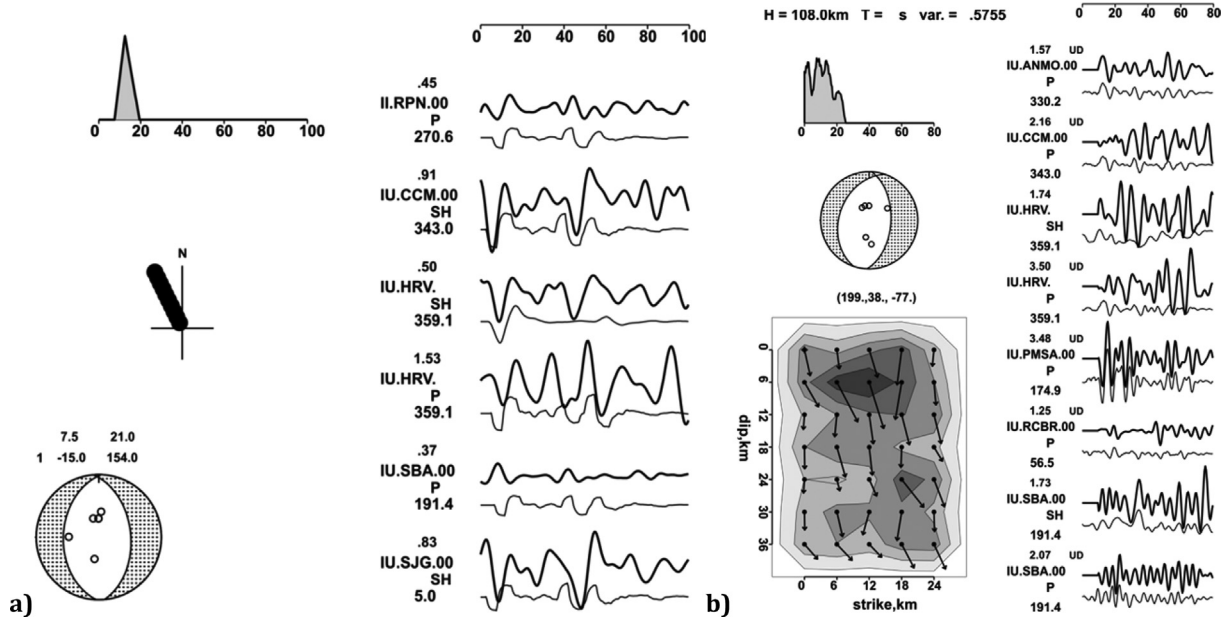 0 20 40 60 80 100
N
7.5 21.0
1 -15.0 154.0
a)
0 20 40 60 80 100
.45
II.RPN.00
P
270.6
.91
IU.CCM.00
SH
343.0
.50
IU.HRV.
SH
359.1
1.53
IU.HRV.
P
359.1
.37
IU.SBA.00
P
191.4
.83
IU.SJG.00
SH
5.0
b)
H = 108.0km T = s var. = .5755
0 20 40 60 80
(199.,38., -77.)
dip,km
0
6
12
18
24
30
36
0 6 12 18 24
strike,km
0 20 40 60 80
1.57 UD
IU.ANMO.00
P
330.2
2.16 UD
IU.CCM.00
P
343.0
1.74
IU.HRV.
SH
359.1
3.50 UD
IU.HRV.
P
359.1
3.48 UD
IU.PMSA.00
P
174.9
1.25 UD
IU.RCBR.00
P
56.5
1.73
IU.SBA.00
SH
191.4
2.07 UD
IU.SBA.00
P
191.4